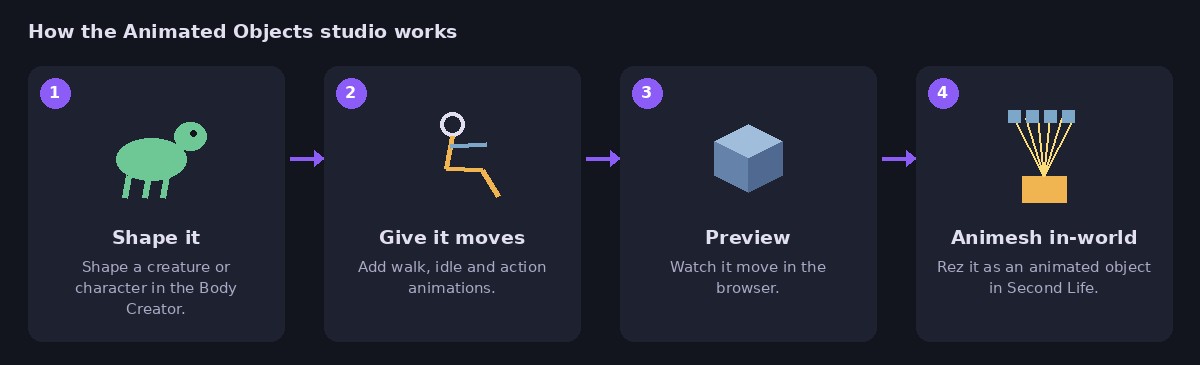 How the Animated Objects studio works
1
Shape it
Shape a creature or
character in the Body
Creator.
2
Give it moves
Add walk, idle and action
animations.
3
Preview
Watch it move in the
browser.
4
Animesh in-world
Rez it as an animated object
in Second Life.